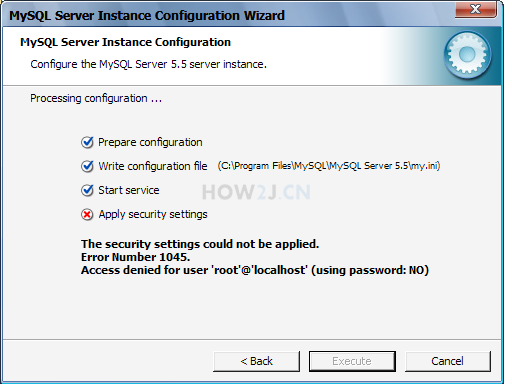 MySQL Server Instance Configuration Wizard
MySQL Server Instance Configuration
Configure the MySQL Server 5.5 server instance.
Processing configuration ...
Prepare configuration
Write configuration file (C:\Program Files\MySQL\MySQL Server 5.5\my.ini)
Start service
HOW2J.CN
Apply security settings
The security settings could not be applied.
Error Number 1045.
Access denied for user 'root'@'localhost' (using password: NO)
< Back Execute Cancel